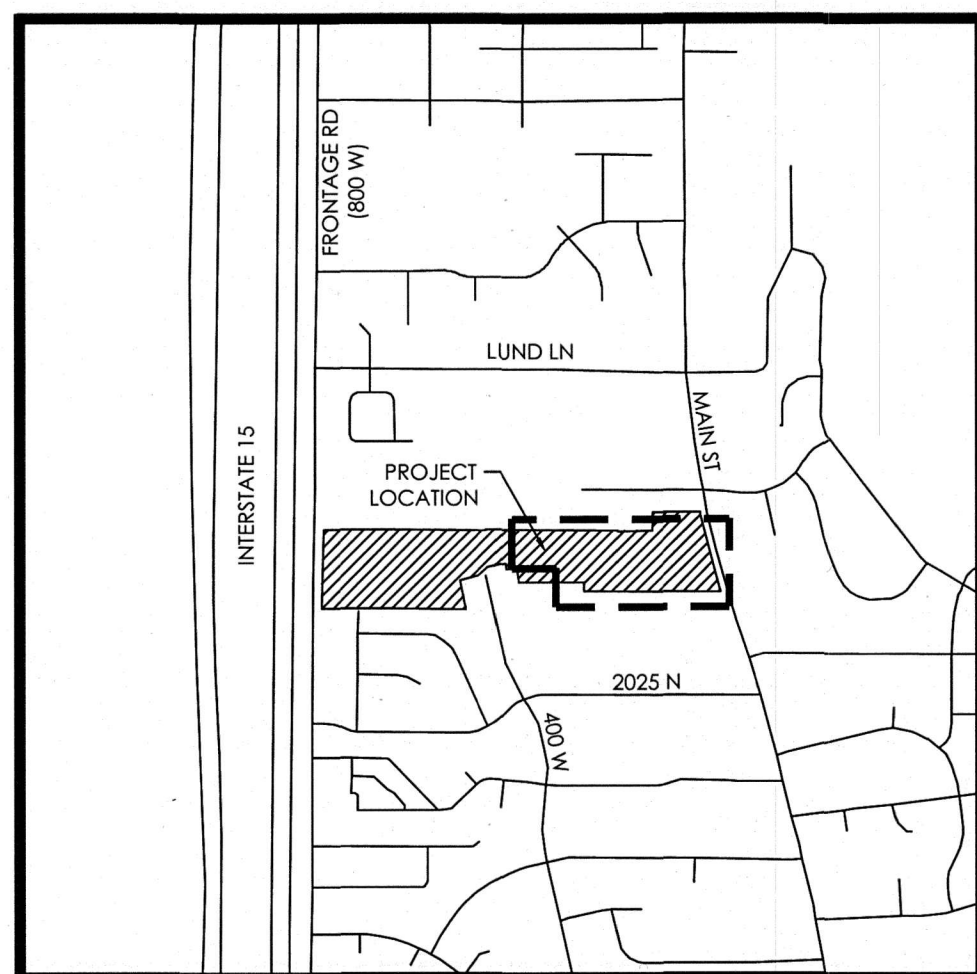 FRONTAGE RD
(800 W)
LUND LN
MAIN ST
INTERSTATE 15
PROJECT
LOCATION
2025 N
400 W